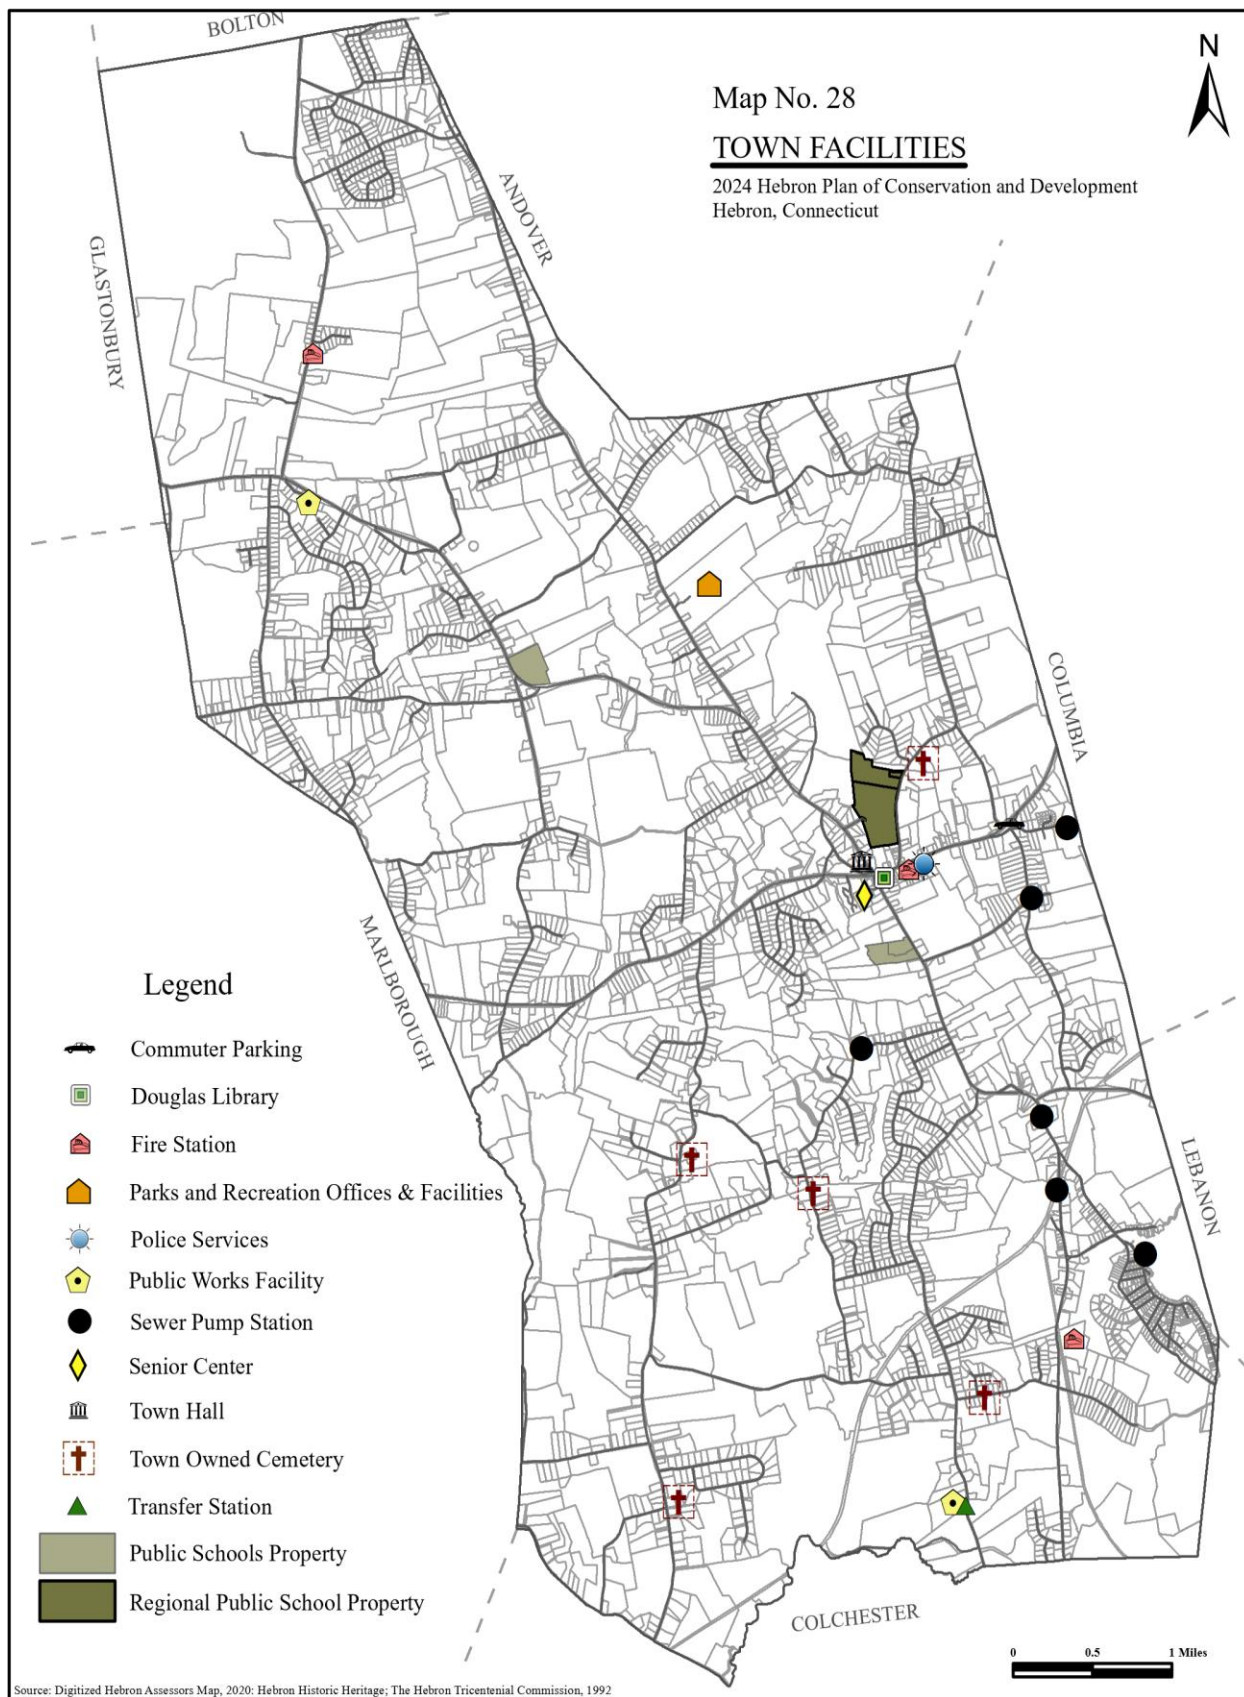 BOLTON
N
Map No. 28
TOWN FACILITIES
2024 Hebron Plan of Conservation and Development
Hebron, Connecticut
ANDOVER
GLASTONBURY
COLUMBIA
MARLBOROUGH
LEBANON
Legend
Commuter Parking
Douglas Library
Fire Station
Parks and Recreation Offices & Facilities
Police Services
Public Works Facility
Sewer Pump Station
Senior Center
Town Hall
Town Owned Cemetery
Transfer Station
Public Schools Property
Regional Public School Property
COLCHESTER
0 0.5 1 Miles
Source: Digitized Hebron Assessors Map, 2020: Hebron Historic Heritage; The Hebron Tricentenial Commission, 1992